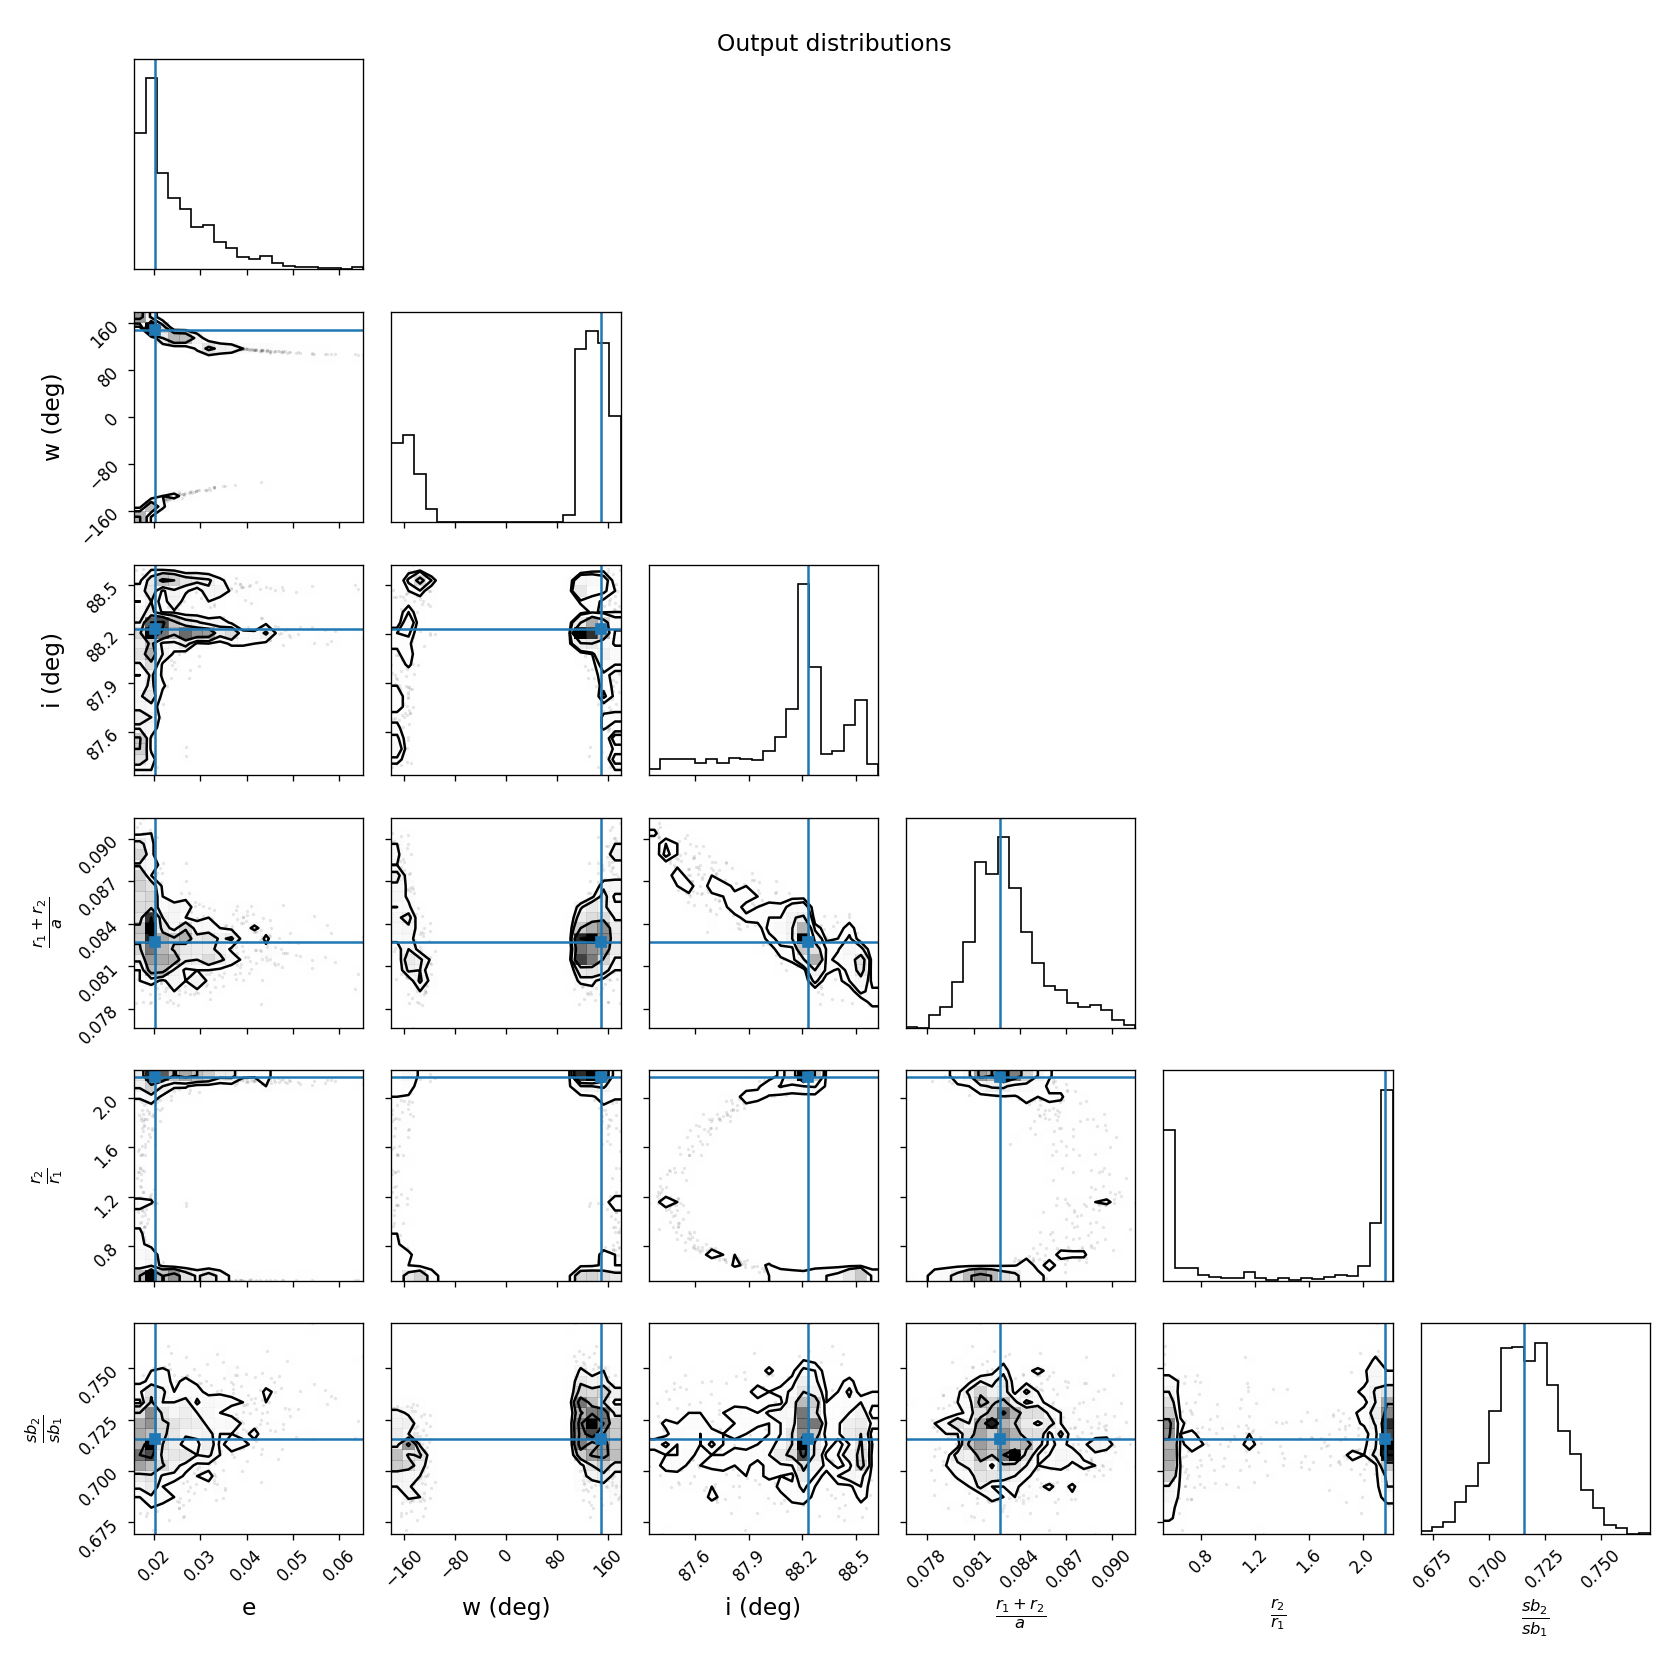 Output distributions
w (deg)
160
80
0
−80
−160
i (deg)
88.5
88.2
87.9
87.6
r₁ + r₂
a
0.090
0.087
0.084
0.081
0.078
r₂
r₁
2.0
1.6
1.2
0.8
sb₂
sb₁
0.750
0.725
0.700
0.675
0.02 0.03 0.04 0.05 0.06
−160 −80 0 80 160
87.6 87.9 88.2 88.5
0.078 0.081 0.084 0.087 0.090
0.8 1.2 1.6 2.0
0.675 0.700 0.725 0.750
e
w (deg)
i (deg)
r₁ + r₂
a
r₂
r₁
sb₂
sb₁